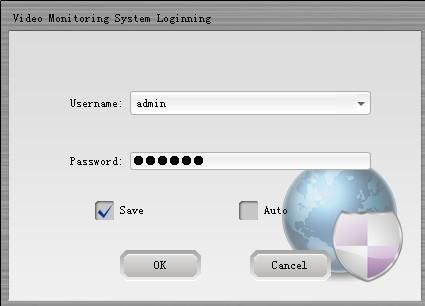 Video Monitoring System Loginning
Username: admin
Password: ●●●●●●
Save Auto
OK Cancel